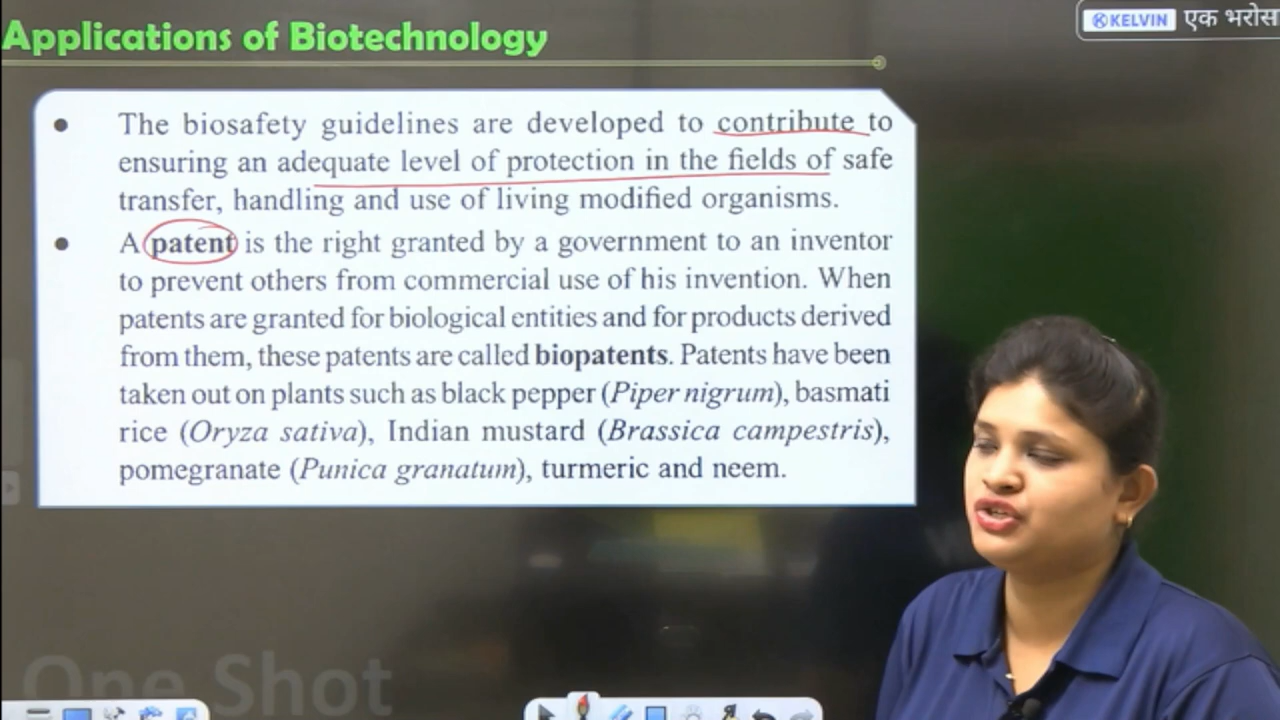 Applications of Biotechnology
KELVIN एक भरोस
The biosafety guidelines are developed to contribute to
ensuring an adequate level of protection in the fields of safe
transfer, handling and use of living modified organisms.
A patent is the right granted by a government to an inventor
to prevent others from commercial use of his invention. When
patents are granted for biological entities and for products derived
from them, these patents are called biopatents. Patents have been
taken out on plants such as black pepper (Piper nigrum), basmati
rice (Oryza sativa), Indian mustard (Brassica campestris),
pomegranate (Punica granatum), turmeric and neem.
One Shot